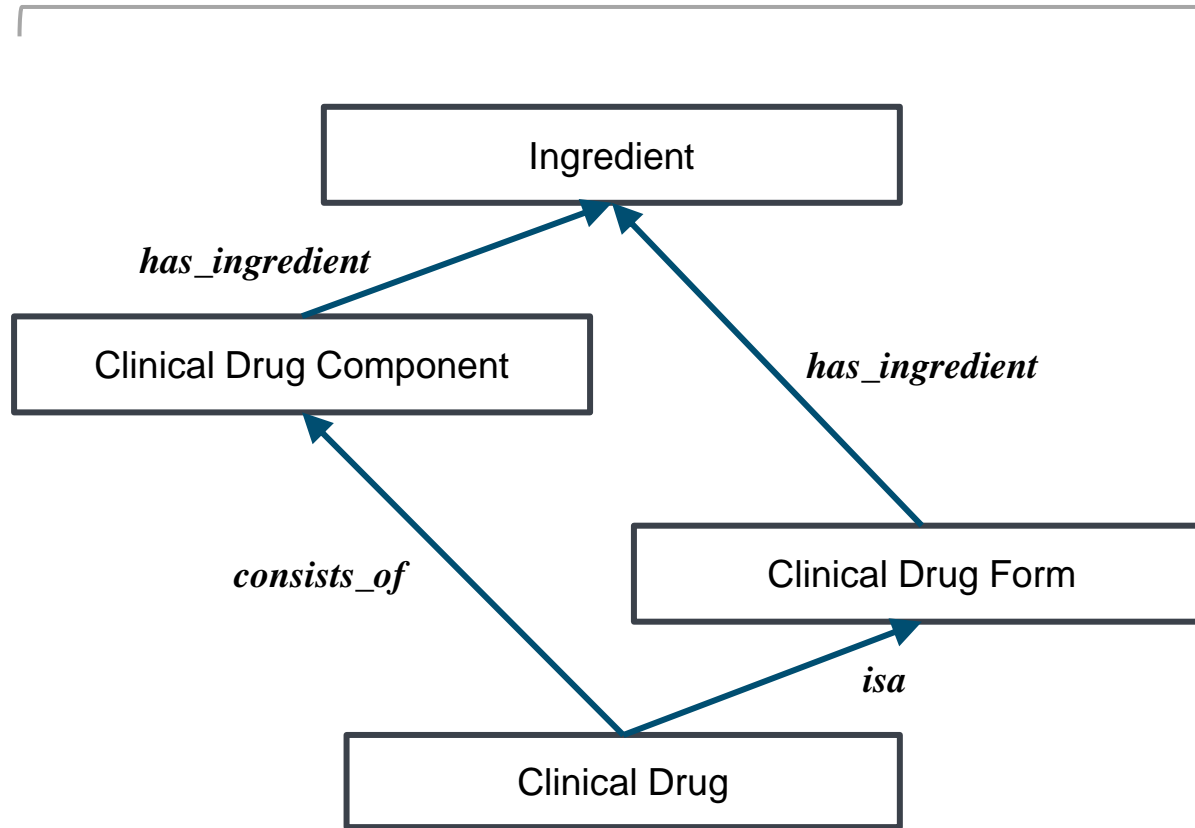 Ingredient
has_ingredient
Clinical Drug Component
has_ingredient
consists_of
Clinical Drug Form
isa
Clinical Drug